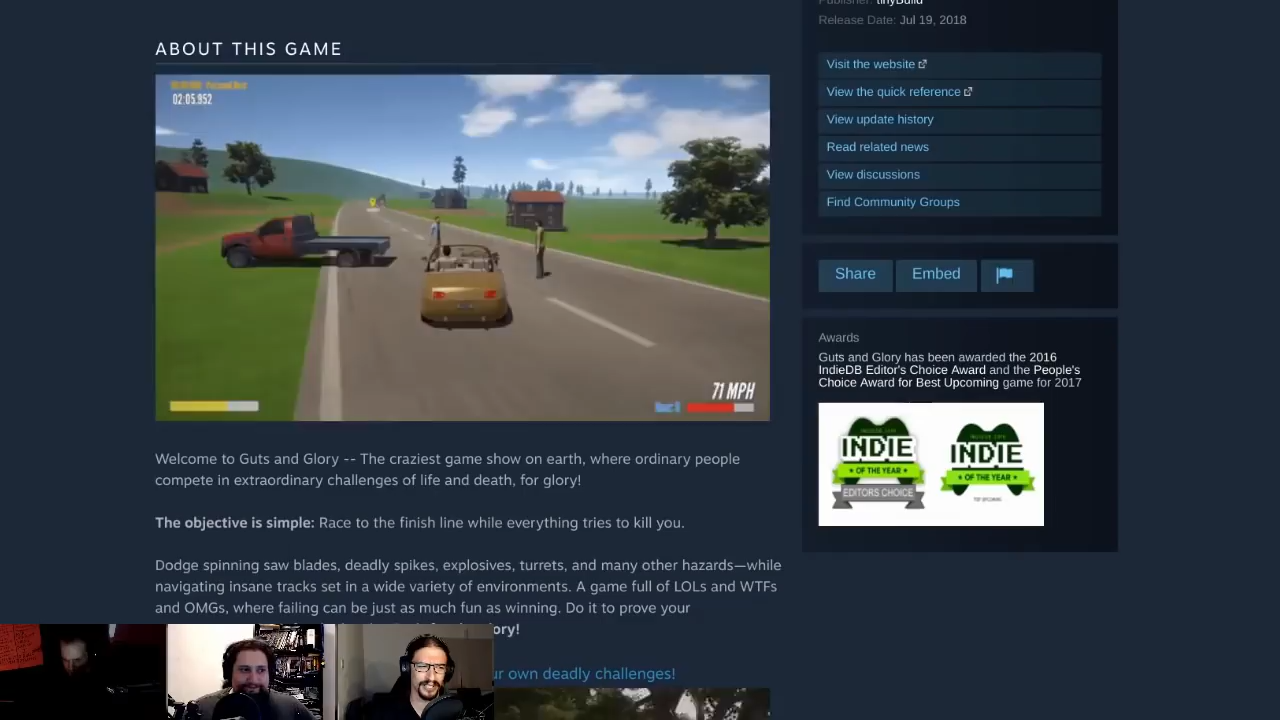 Publisher: tinyBuild
Release Date: Jul 19, 2018
ABOUT THIS GAME
02:05.952
71 MPH
Visit the website
View the quick reference
View update history
Read related news
View discussions
Find Community Groups
Share
Embed
Awards
Guts and Glory has been awarded the 2016
IndieDB Editor's Choice Award and the People's
Choice Award for Best Upcoming game for 2017
INDIE
OF THE YEAR
EDITORS CHOICE
INDIE
OF THE YEAR
Welcome to Guts and Glory -- The craziest game show on earth, where ordinary people
compete in extraordinary challenges of life and death, for glory!
The objective is simple: Race to the finish line while everything tries to kill you.
Dodge spinning saw blades, deadly spikes, explosives, turrets, and many other hazards—while
navigating insane tracks set in a wide variety of environments. A game full of LOLs and WTFs
and OMGs, where failing can be just as much fun as winning. Do it to prove your
ory!
ur own deadly challenges!